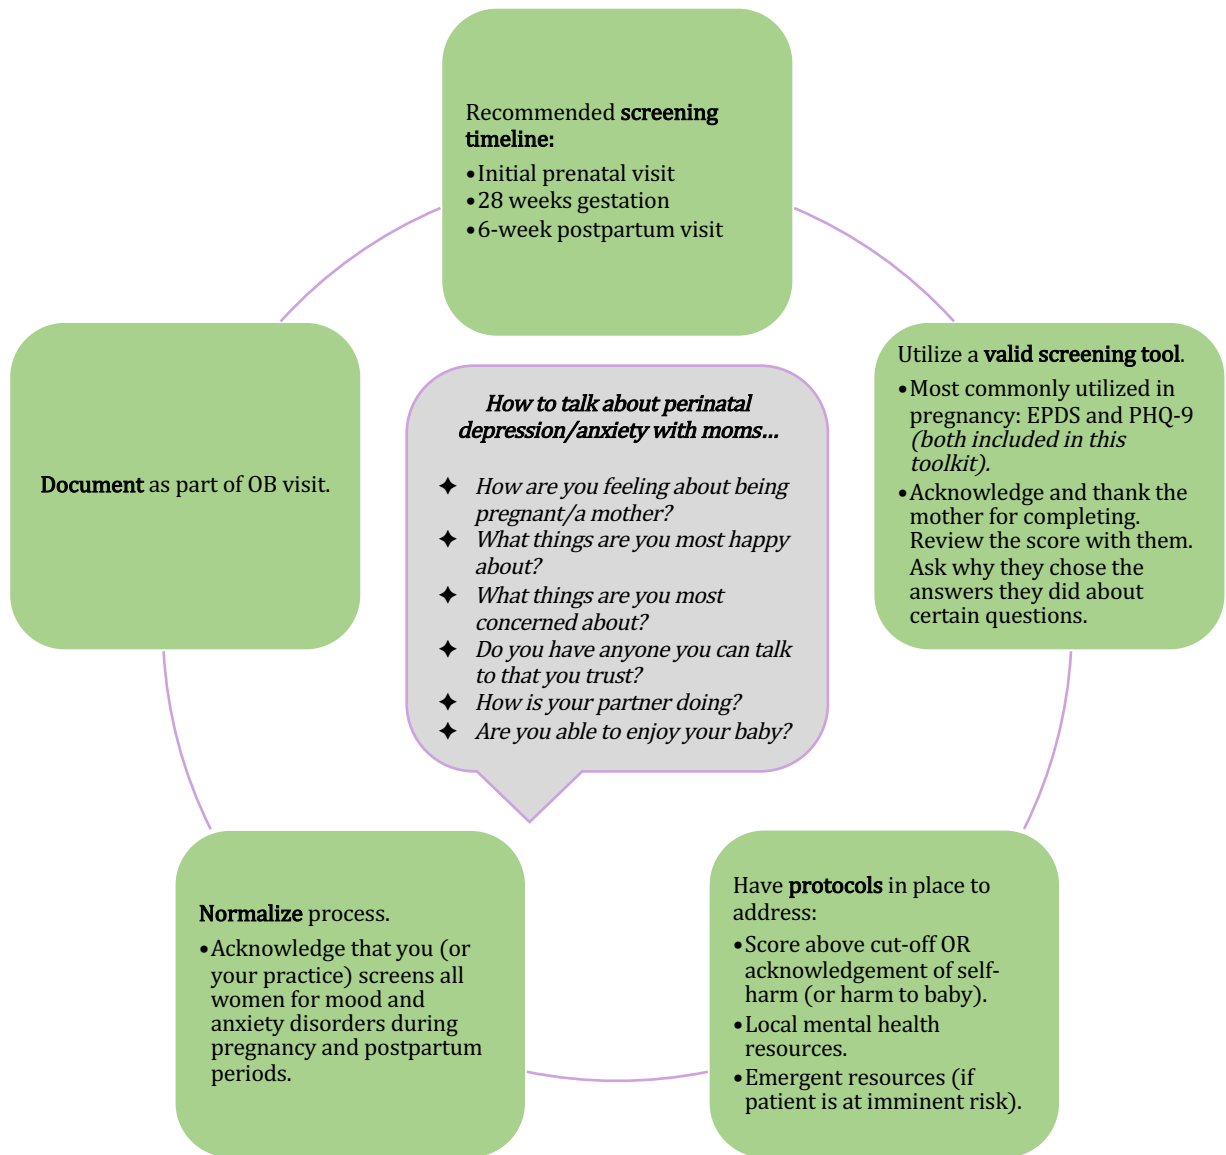 Recommended screening
timeline:
•Initial prenatal visit
•28 weeks gestation
•6-week postpartum visit
Utilize a valid screening tool.
•Most commonly utilized in
pregnancy: EPDS and PHQ-9
(both included in this
toolkit).
•Acknowledge and thank the
mother for completing.
Review the score with them.
Ask why they chose the
answers they did about
certain questions.
Have protocols in place to
address:
•Score above cut-off OR
acknowledgement of self-
harm (or harm to baby).
•Local mental health
resources.
•Emergent resources (if
patient is at imminent risk).
Normalize process.
•Acknowledge that you (or
your practice) screens all
women for mood and
anxiety disorders during
pregnancy and postpartum
periods.
Document as part of OB visit.
How to talk about perinatal
depression/anxiety with moms…
✦ How are you feeling about being
pregnant/a mother?
✦ What things are you most happy
about?
✦ What things are you most
concerned about?
✦ Do you have anyone you can talk
to that you trust?
✦ How is your partner doing?
✦ Are you able to enjoy your baby?